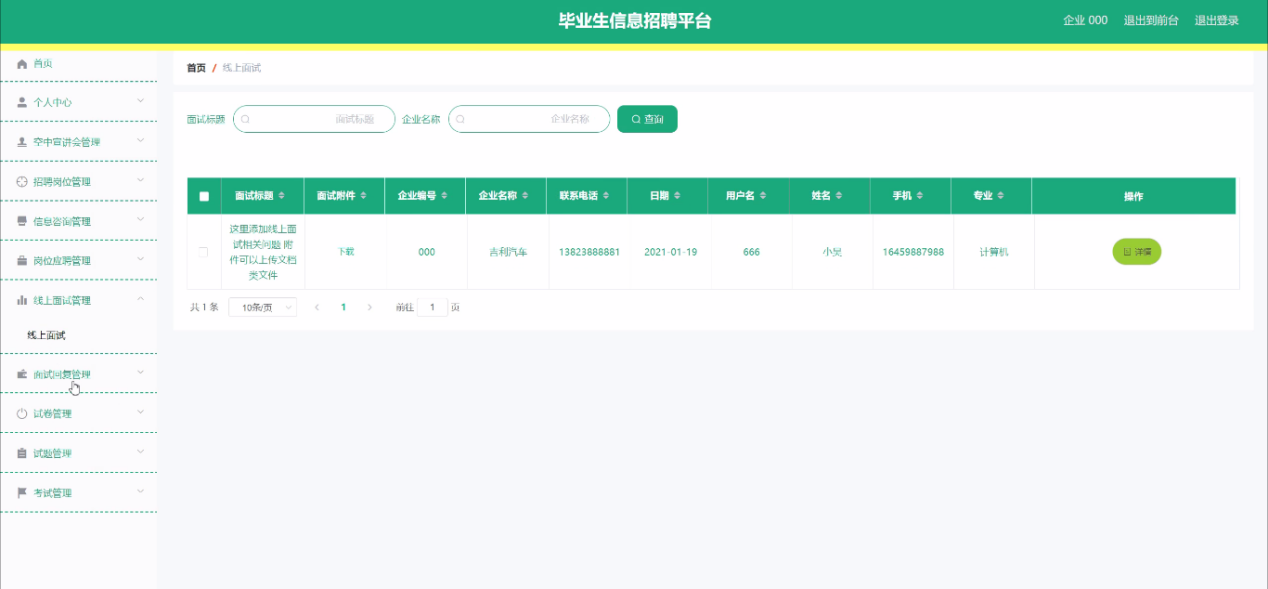 毕业生信息招聘平台
企业 000 退出到前台 退出登录
首页
个人中心
空中宣讲会管理
招聘岗位管理
信息咨询管理
岗位应聘管理
线上面试管理
线上面试
面试回复管理
试卷管理
试题管理
考试管理
首页 / 线上面试
面试标题 面试标题 企业名称 企业名称 查询
面试标题 面试附件 企业编号 企业名称 联系电话 日期 用户名 姓名 手机 专业 操作
这里添加线上面
试相关问题 附
件可以上传文档
类文件
下载 000 吉利汽车 13823888881 2021-01-19 666 小吴 16459887988 计算机 详情
共 1 条 10条/页 1 前往 1 页